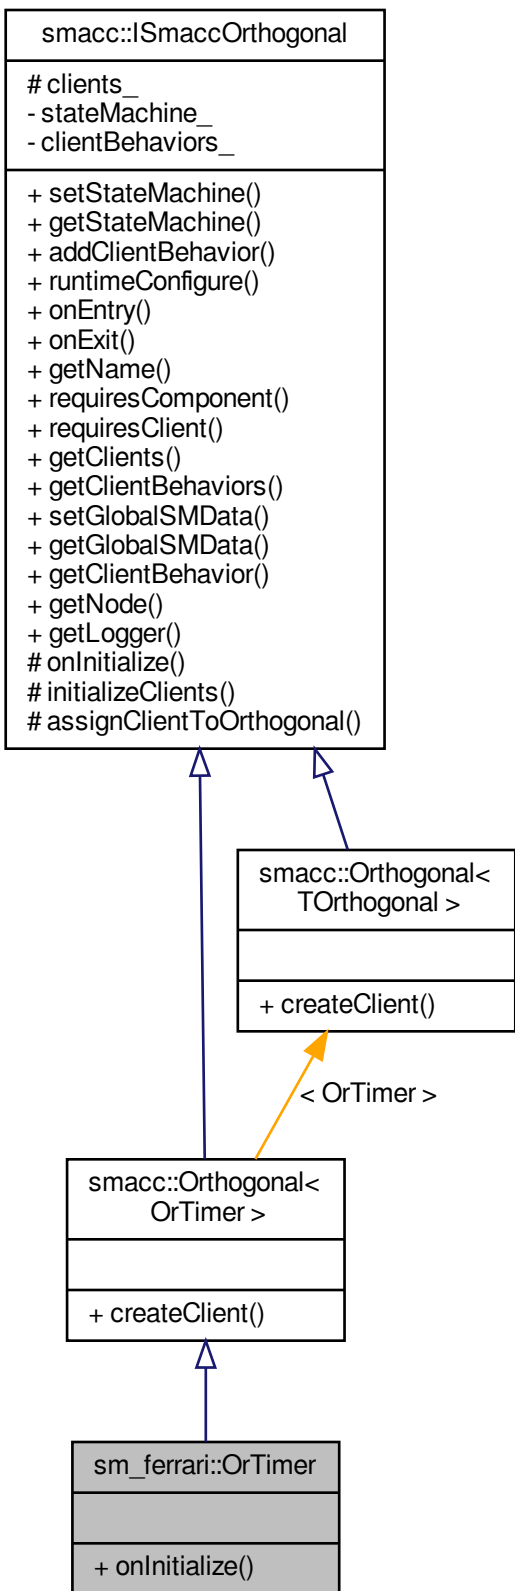 smacc::ISmaccOrthogonal
# clients_
- stateMachine_
- clientBehaviors_
+ setStateMachine()
+ getStateMachine()
+ addClientBehavior()
+ runtimeConfigure()
+ onEntry()
+ onExit()
+ getName()
+ requiresComponent()
+ requiresClient()
+ getClients()
+ getClientBehaviors()
+ setGlobalSMData()
+ getGlobalSMData()
+ getClientBehavior()
+ getNode()
+ getLogger()
# onInitialize()
# initializeClients()
# assignClientToOrthogonal()
smacc::Orthogonal<
TOrthogonal >
+ createClient()
< OrTimer >
smacc::Orthogonal<
OrTimer >
+ createClient()
sm_ferrari::OrTimer
+ onInitialize()